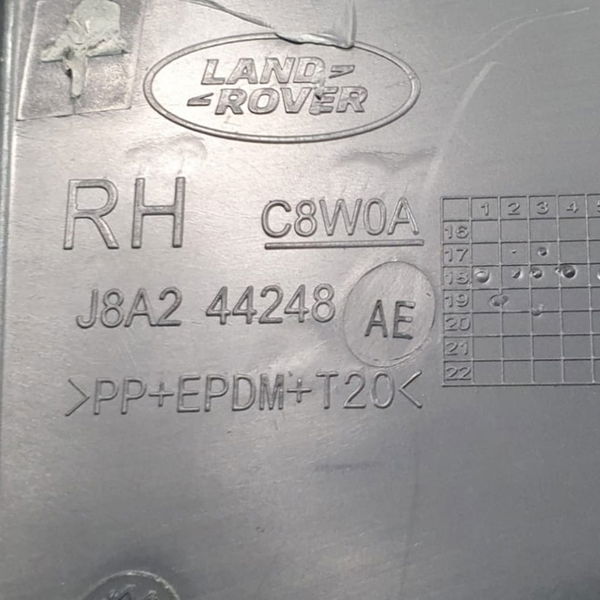 LAND
ROVER
RH C8W0A
J8A2 44248 AE
>PP+EPDM+T20<
1 2 3 4
16
17
18
19
20
21
22